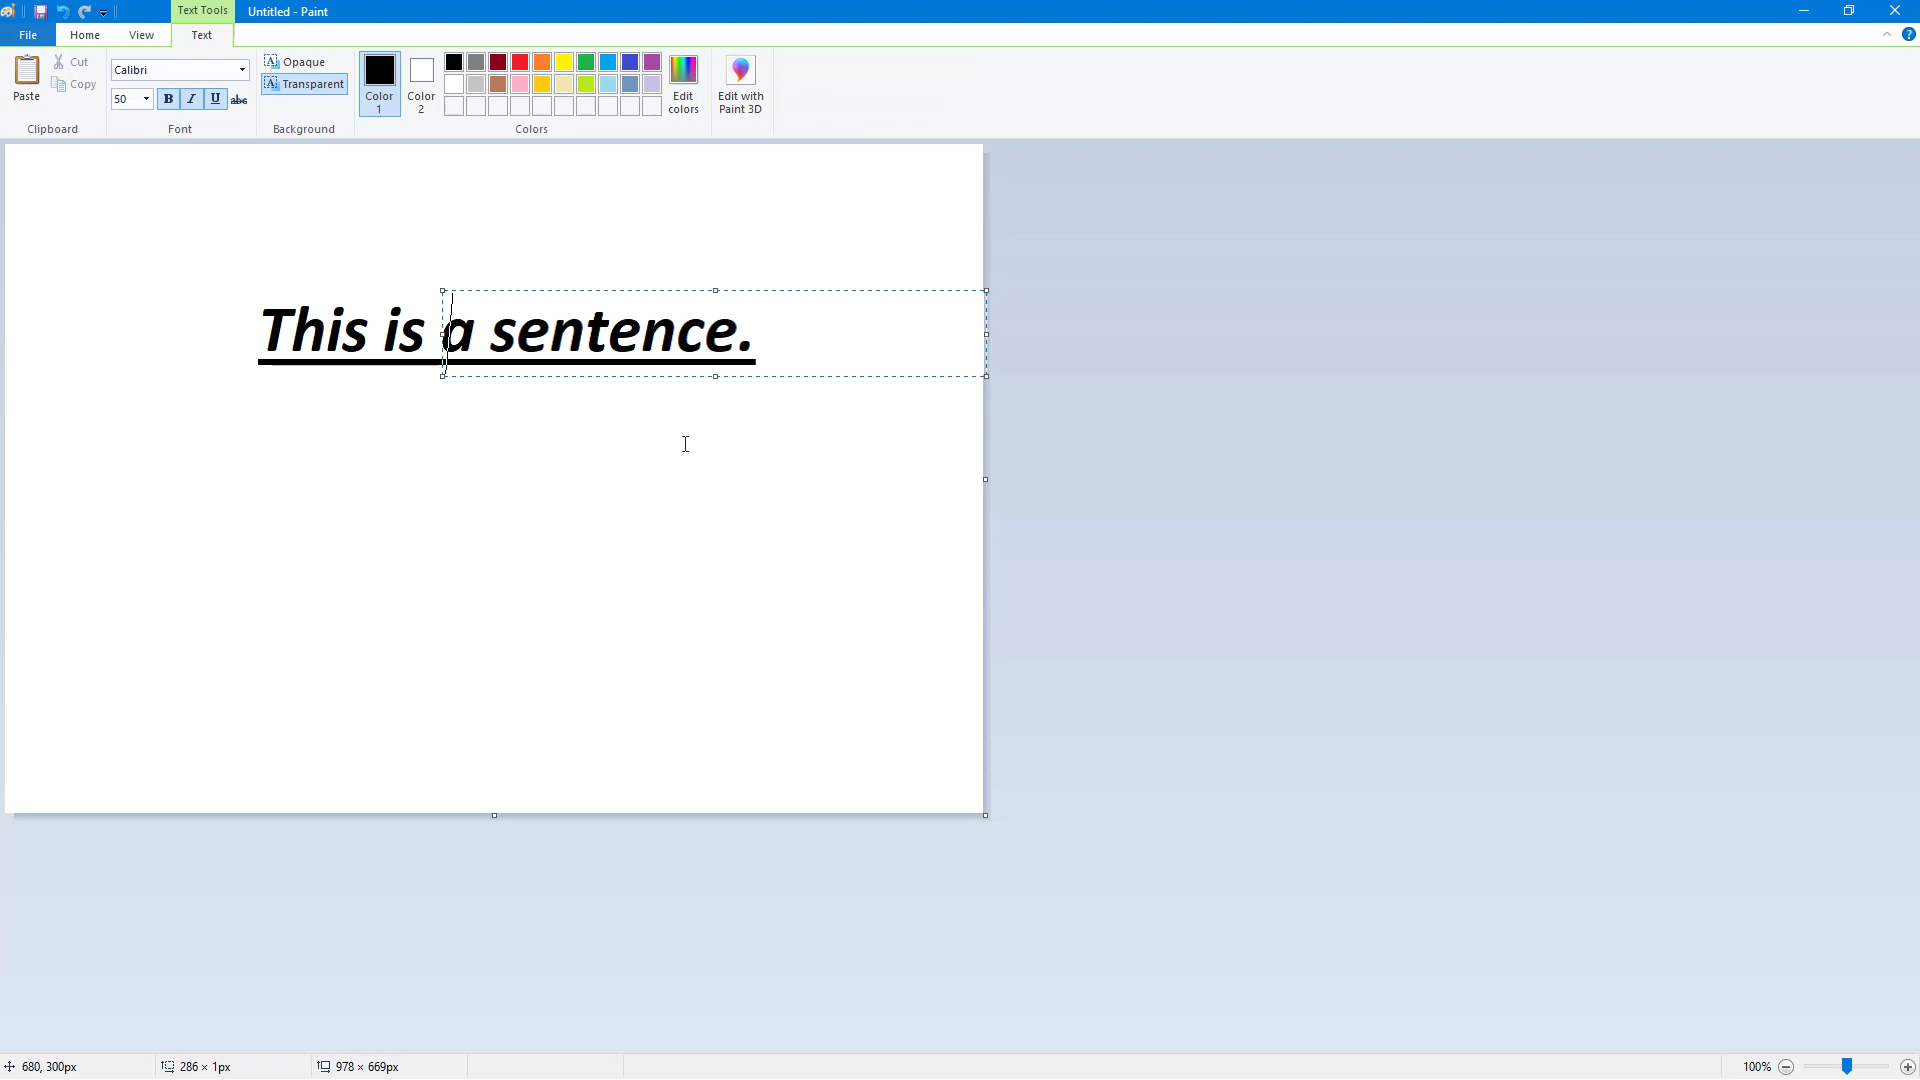 Text Tools Untitled - Paint
File Home View Text
Paste Cut Copy Calibri 50 B I U abc Opaque Transparent Color 1 Color 2 Edit colors Edit with Paint 3D
Clipboard Font Background Colors
This is a sentence.
680, 300px 286 × 1px 978 × 669px 100%